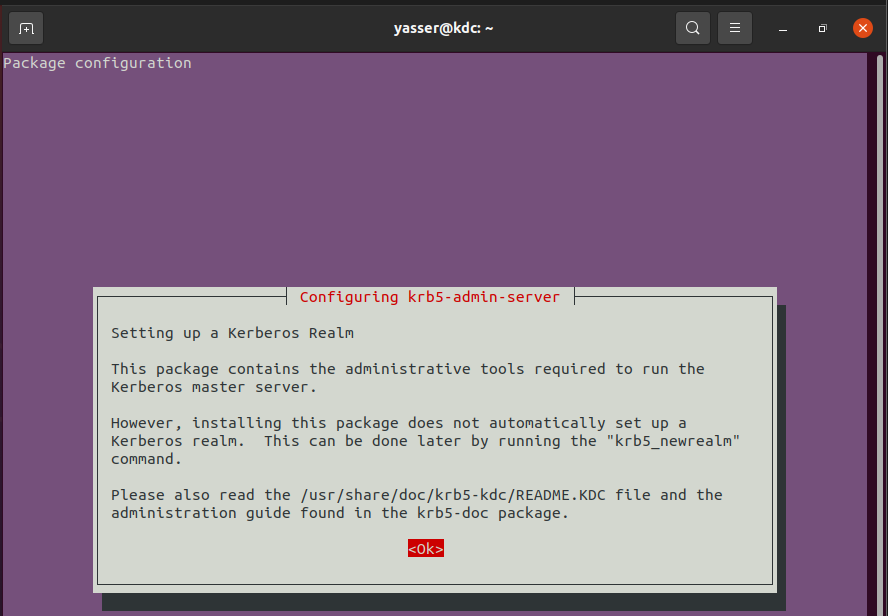 yasser@kdc: ~
Package configuration
Configuring krb5-admin-server
Setting up a Kerberos Realm
This package contains the administrative tools required to run the
Kerberos master server.
However, installing this package does not automatically set up a
Kerberos realm.  This can be done later by running the "krb5_newrealm"
command.
Please also read the /usr/share/doc/krb5-kdc/README.KDC file and the
administration guide found in the krb5-doc package.
<Ok>